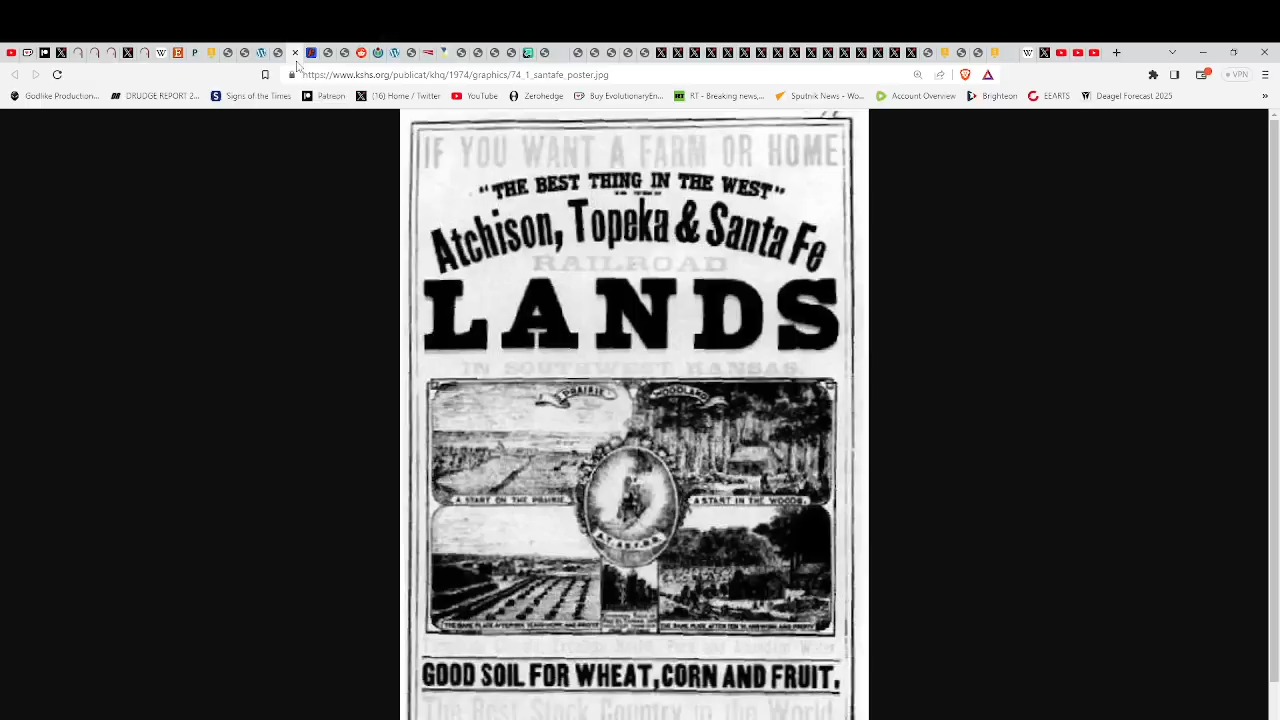 https://www.kshs.org/publicat/khq/1974/graphics/74_1_santafe_poster.jpg
VPN
Godlike Production... DRUDGE REPORT 2... Signs of the Times Patreon (16) Home / Twitter YouTube Zerohedge Buy EvolutionaryEn... RT - Breaking news,... Sputnik News - Wo... Account Overview Brighteon EEARTS Deagel Forecast 2025
IF YOU WANT A FARM OR HOME
"THE BEST THING IN THE WEST"
Atchison, Topeka & Santa Fe
RAILROAD
LANDS
IN SOUTHWEST KANSAS.
PRAIRIE WOODLAND
A START ON THE PRAIRIE. A START IN THE WOODS.
GOOD SOIL FOR WHEAT, CORN AND FRUIT.
The Best Stock Country in the World